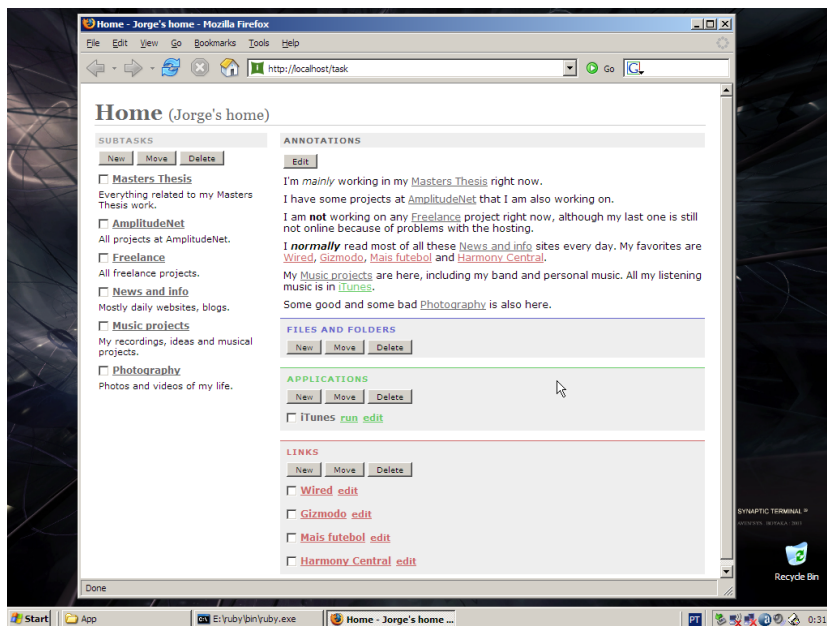 Home - Jorge's home - Mozilla Firefox
File Edit View Go Bookmarks Tools Help
http://localhost/task
Go
G
Home (Jorge's home)
SUBTASKS
New Move Delete
Masters Thesis
Everything related to my Masters
Thesis work.
AmplitudeNet
All projects at AmplitudeNet.
Freelance
All freelance projects.
News and info
Mostly daily websites, blogs.
Music projects
My recordings, ideas and musical
projects.
Photography
Photos and videos of my life.
ANNOTATIONS
Edit
I'm mainly working in my Masters Thesis right now.
I have some projects at AmplitudeNet that I am also working on.
I am not working on any Freelance project right now, although my last one is still
not online because of problems with the hosting.
I normally read most of all these News and info sites every day. My favorites are
Wired, Gizmodo, Mais futebol and Harmony Central.
My Music projects are here, including my band and personal music. All my listening
music is in iTunes.
Some good and some bad Photography is also here.
FILES AND FOLDERS
New Move Delete
APPLICATIONS
New Move Delete
iTunes run edit
LINKS
New Move Delete
Wired edit
Gizmodo edit
Mais futebol edit
Harmony Central edit
Done
SYNAPTIC TERMINAL
Recycle Bin
Start
App
E:\ruby\bin\ruby.exe
Home - Jorge's home ...
PT
0:31